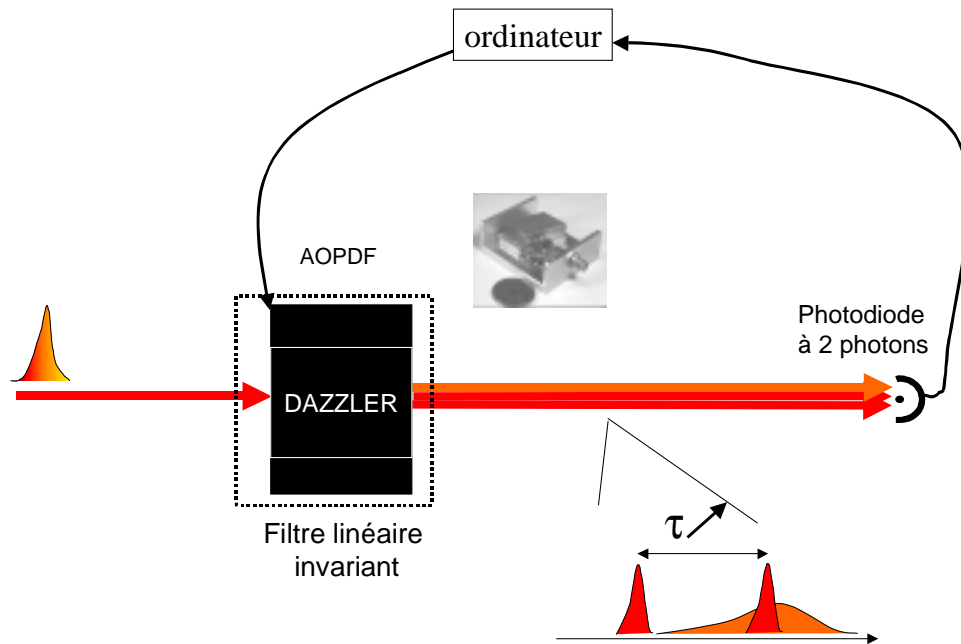 ordinateur
AOPDF
Photodiode
à 2 photons
DAZZLER
Filtre linéaire
invariant
τ